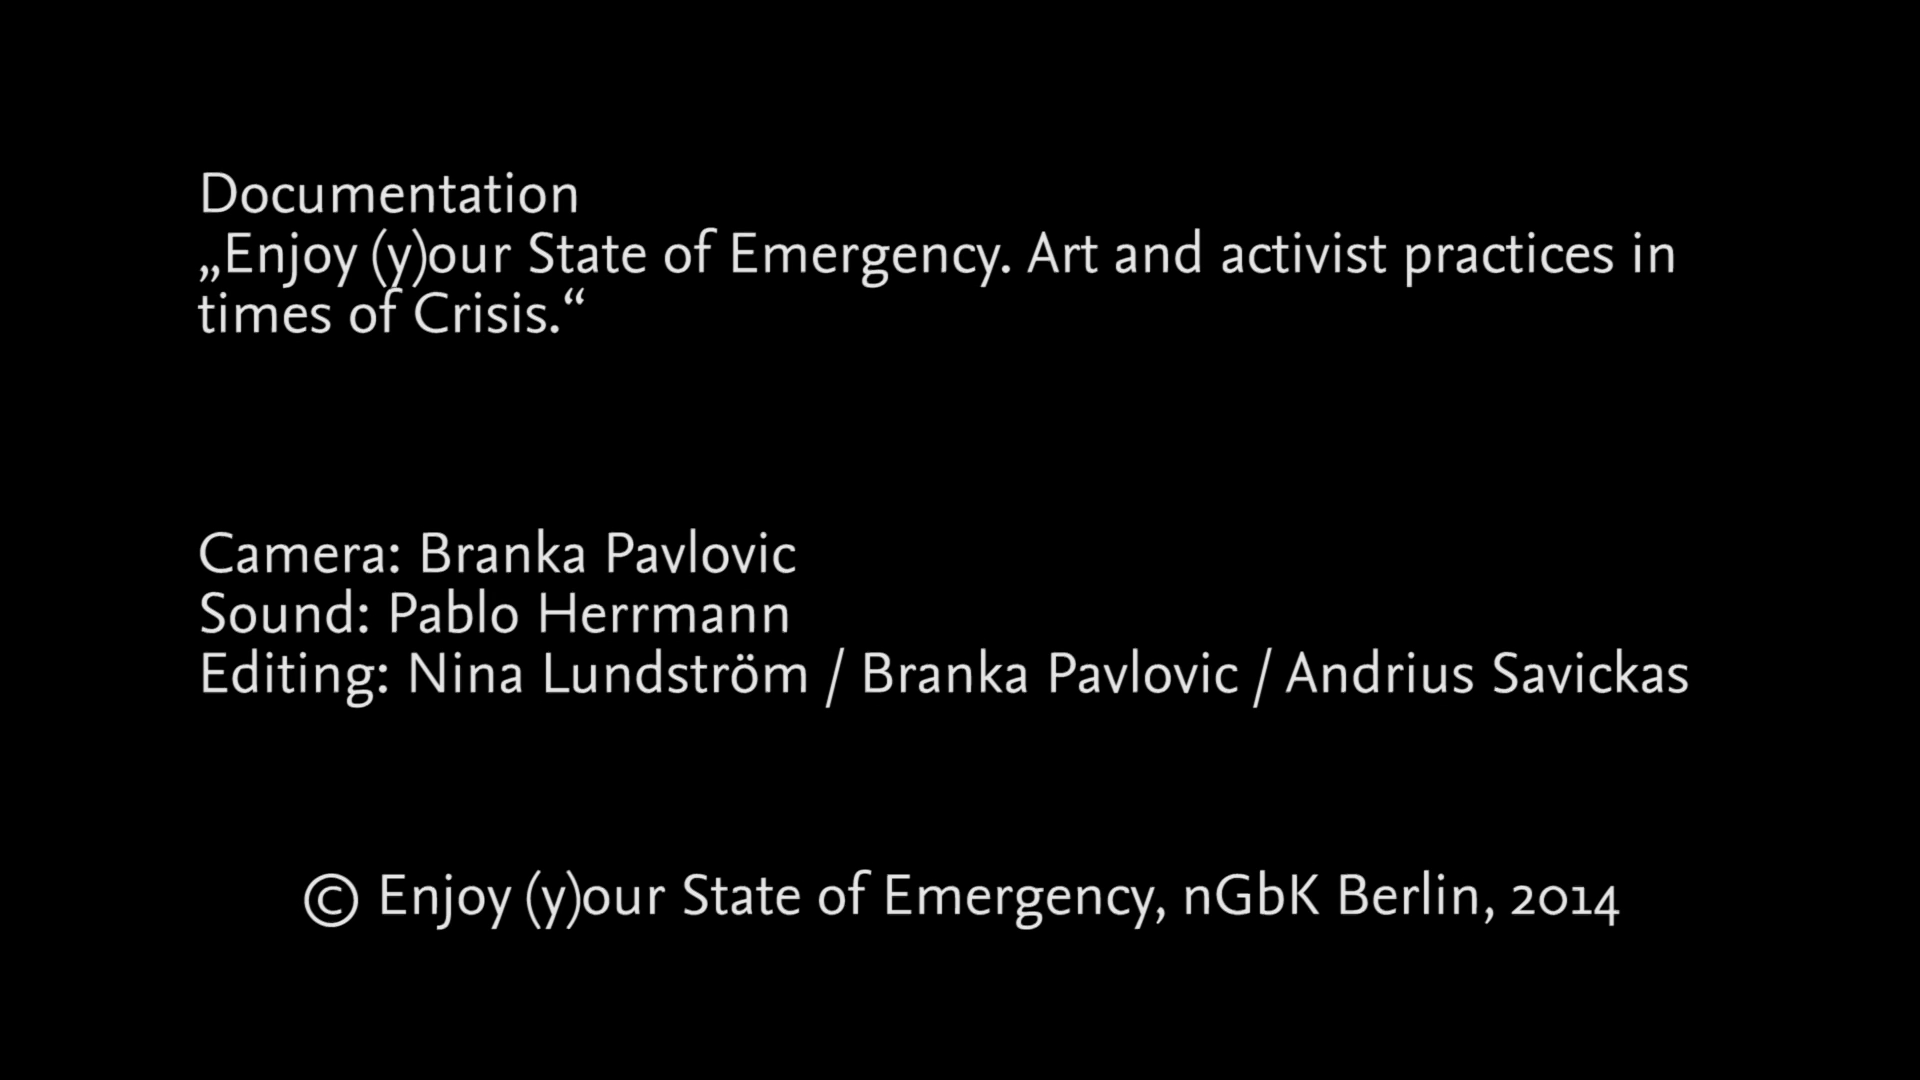 Documentation
„Enjoy (y)our State of Emergency. Art and activist practices in
times of Crisis.“
Camera: Branka Pavlovic
Sound: Pablo Herrmann
Editing: Nina Lundström / Branka Pavlovic / Andrius Savickas
© Enjoy (y)our State of Emergency, nGbK Berlin, 2014